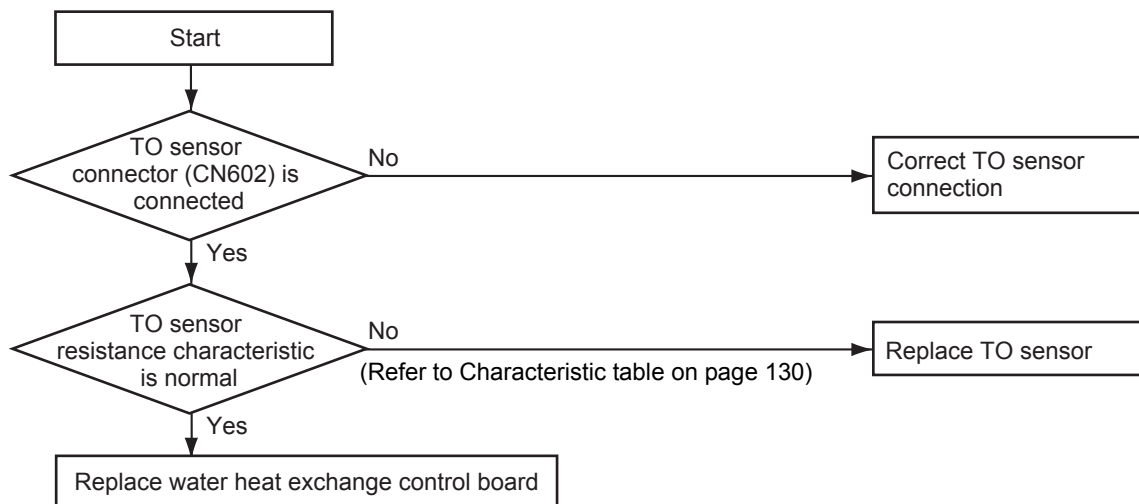 Start
TO sensor
connector (CN602) is
connected
No
Correct TO sensor
connection
Yes
TO sensor
resistance characteristic
is normal
No
(Refer to Characteristic table on page 130)
Replace TO sensor
Yes
Replace water heat exchange control board